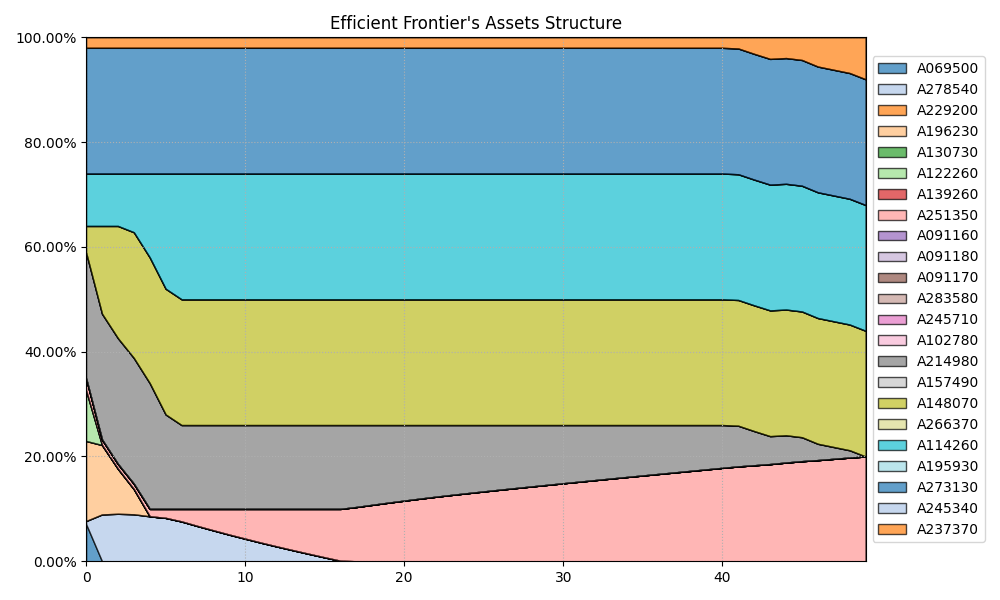 Efficient Frontier's Assets Structure
100.00%
80.00%
60.00%
40.00%
20.00%
0.00%
0
10
20
30
40
A069500
A278540
A229200
A196230
A130730
A122260
A139260
A251350
A091160
A091180
A091170
A283580
A245710
A102780
A214980
A157490
A148070
A266370
A114260
A195930
A273130
A245340
A237370